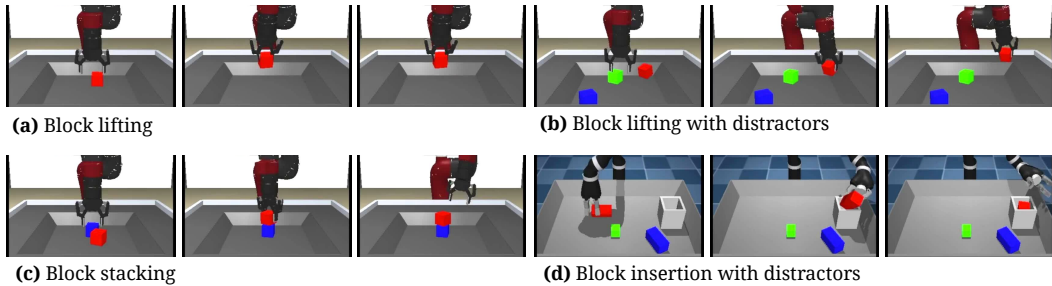 (a) Block lifting
(b) Block lifting with distractors
(c) Block stacking
(d) Block insertion with distractors